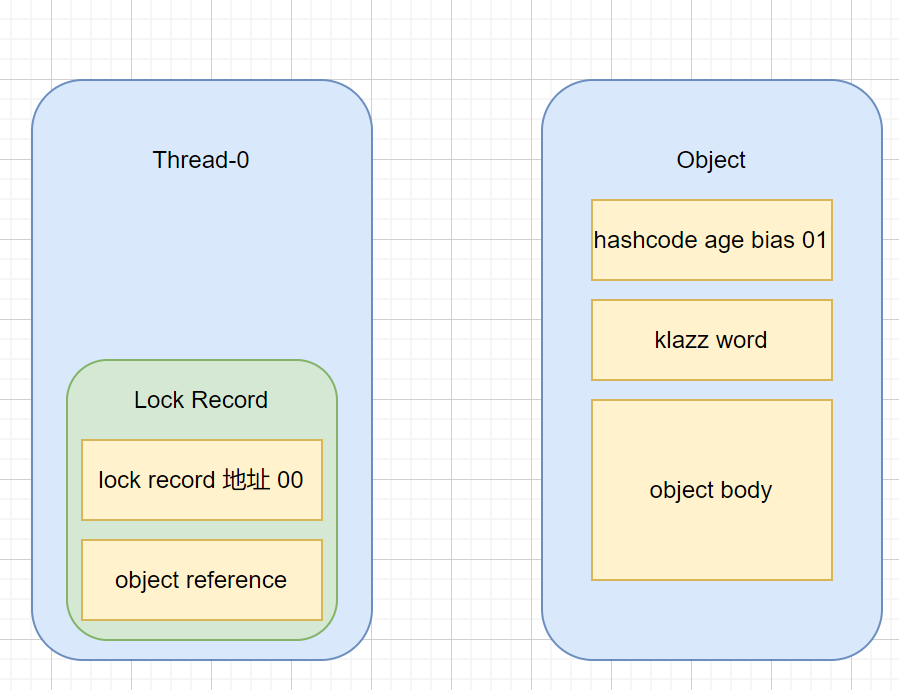 Thread-0
Lock Record
lock record 地址 00
object reference
Object
hashcode age bias 01
klazz word
object body